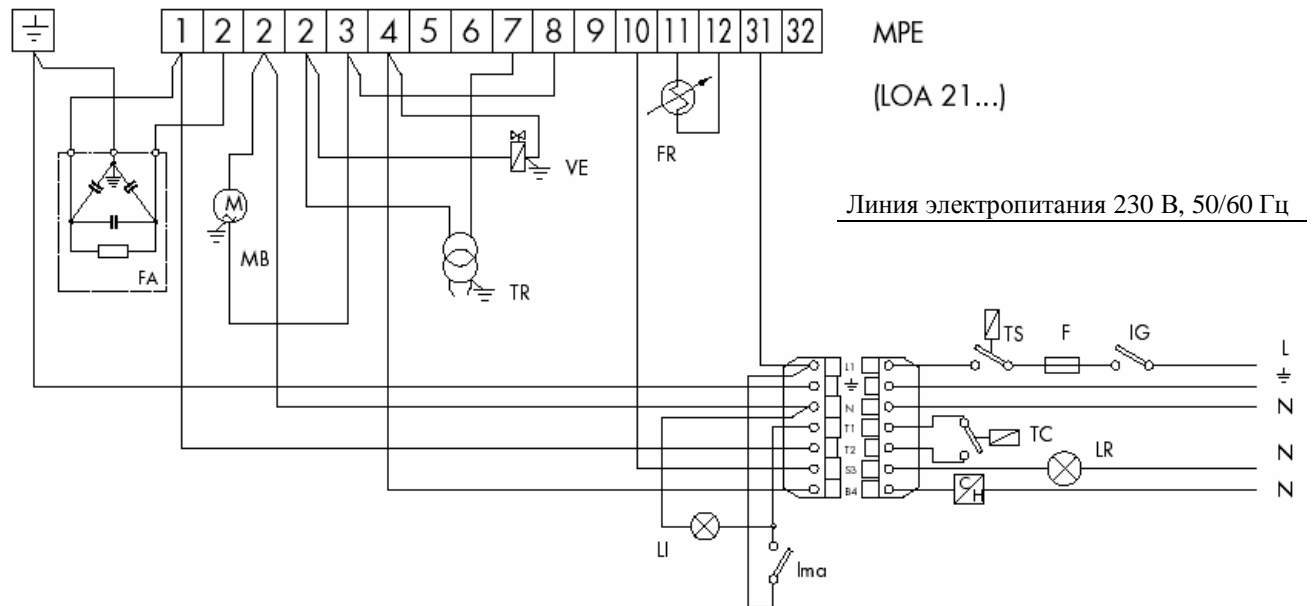 1 2 2 2 3 4 5 6 7 8 9 10 11 12 31 32
MPE
(LOA 21...)
FR
VE
Линия электропитания 230 В, 50/60 Гц
M
MB
FA
TR
TS F IG
L1 L
N N
T1
TC
T2 LR N
S3
B4 C/H N
LI
Ima